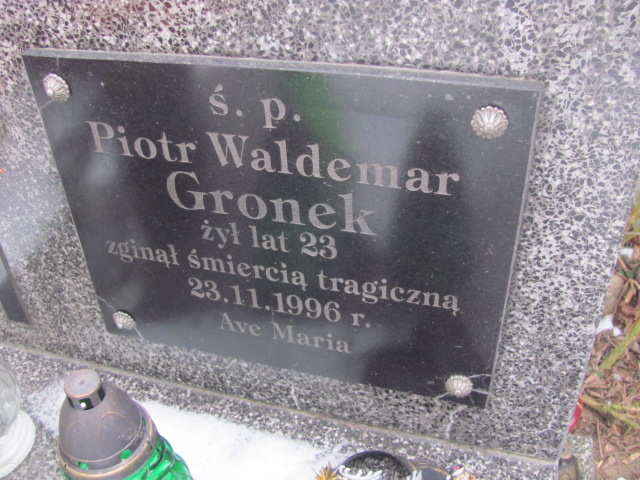 ś. p.
Piotr Waldemar
Gronek
żył lat 23
zginął śmiercią tragiczną
23.11.1996 r.
Ave Maria